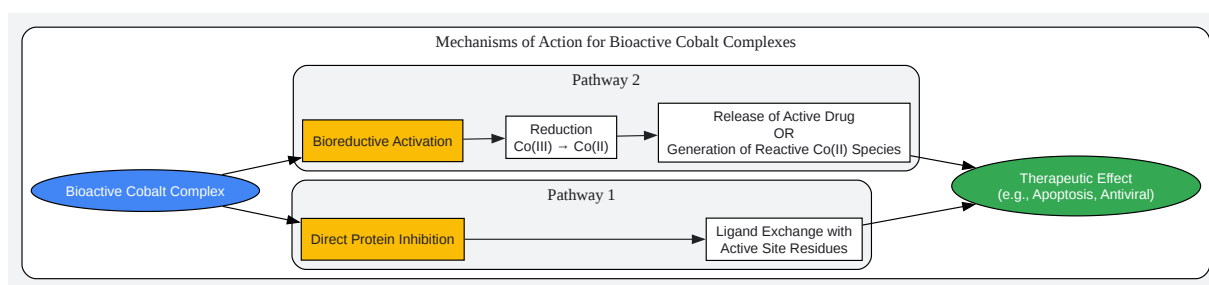 Mechanisms of Action for Bioactive Cobalt Complexes
Pathway 2
Bioreductive Activation
Reduction
Co(III) → Co(II)
Release of Active Drug
OR
Generation of Reactive Co(II) Species
Bioactive Cobalt Complex
Pathway 1
Direct Protein Inhibition
Ligand Exchange with
Active Site Residues
Therapeutic Effect
(e.g., Apoptosis, Antiviral)